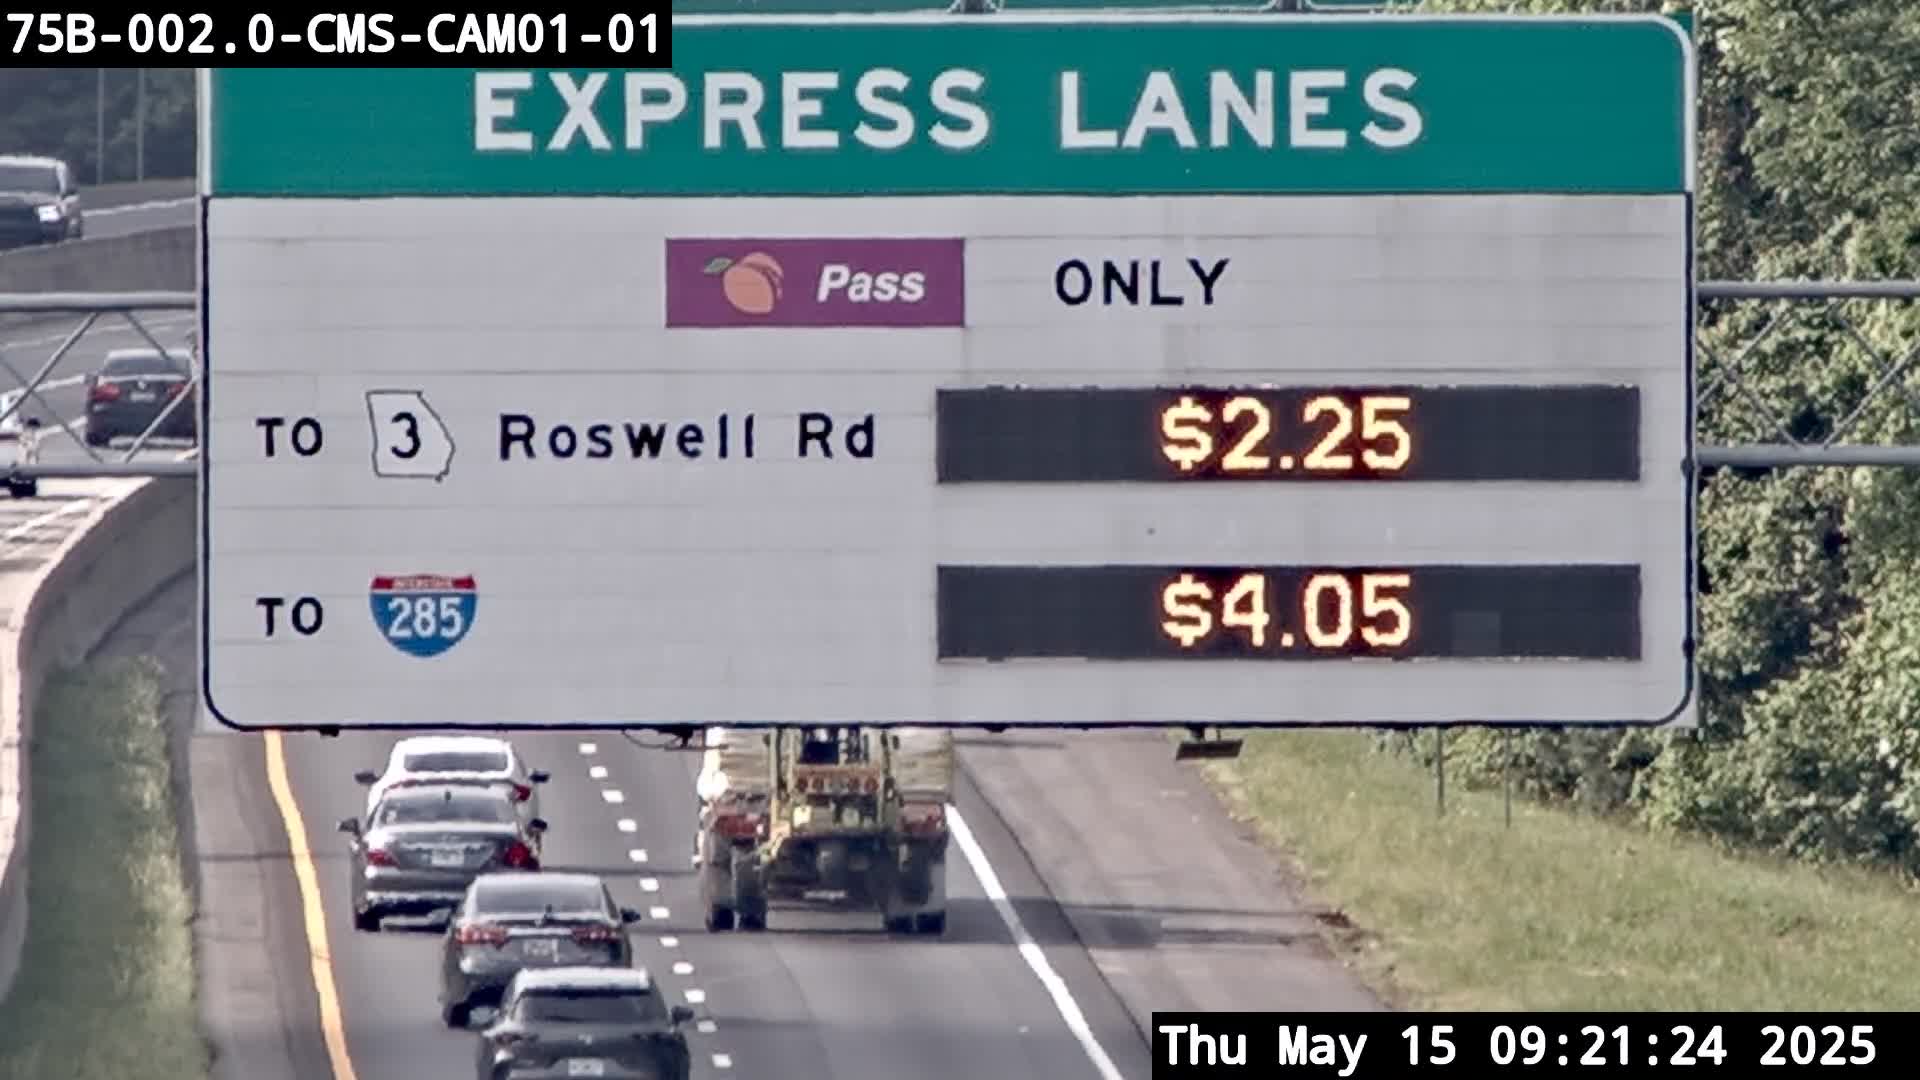 75B-002.0-CMS-CAM01-01
EXPRESS LANES
Pass ONLY
TO 3 Roswell Rd $2.25
INTERSTATE
TO 285 $4.05
Thu May 15 09:21:24 2025